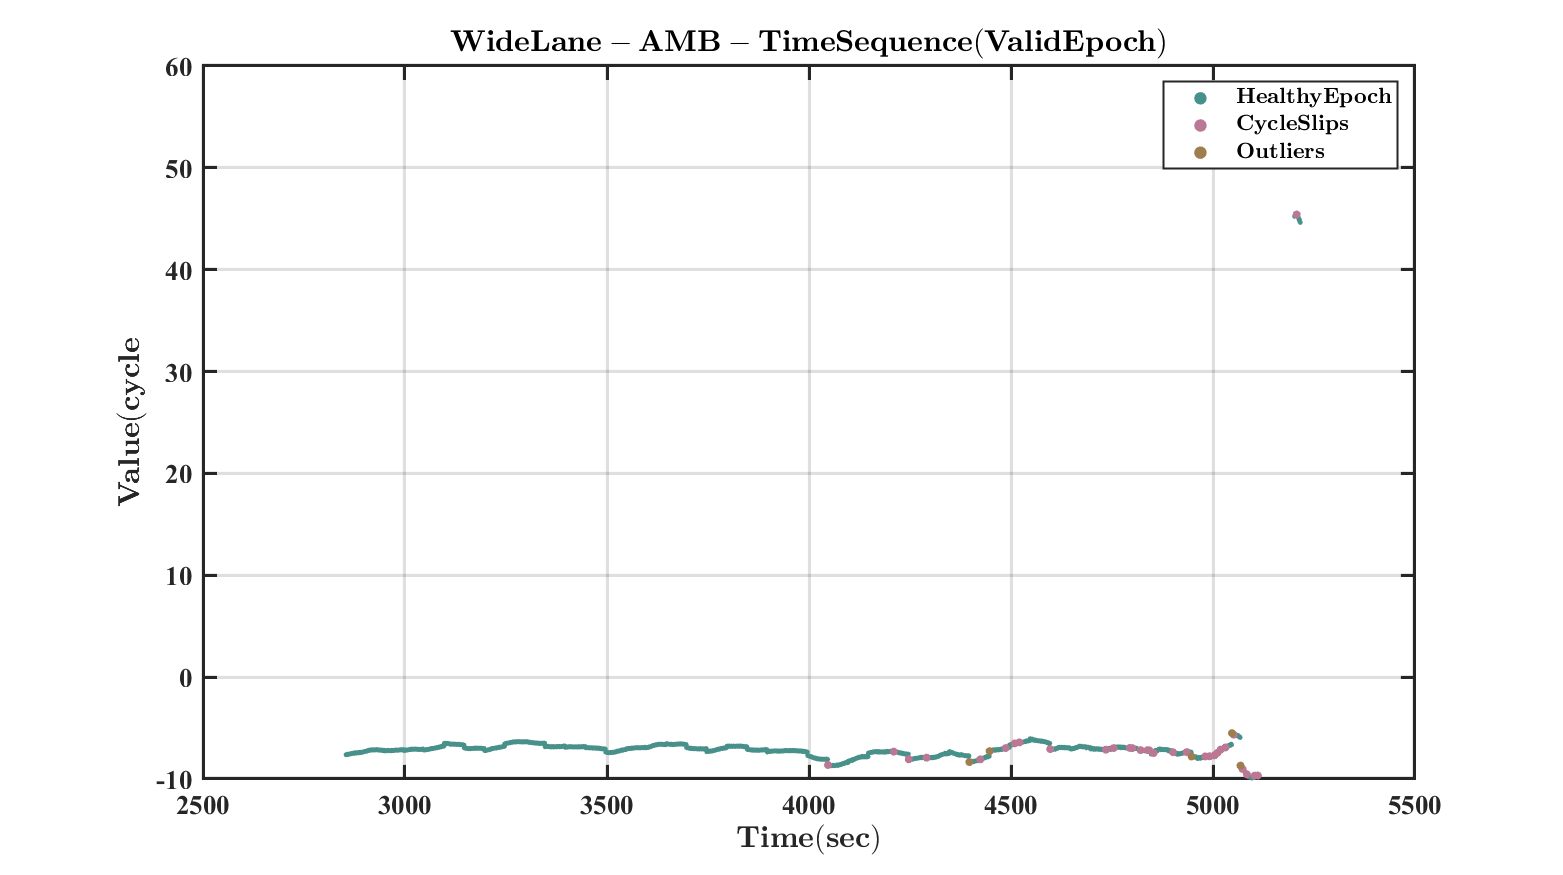 WideLane − AMB − TimeSequence(ValidEpoch)
HealthyEpoch
CycleSlips
Outliers
Value(cycle
60
50
40
30
20
10
0
-10
2500 3000 3500 4000 4500 5000 5500
Time(sec)